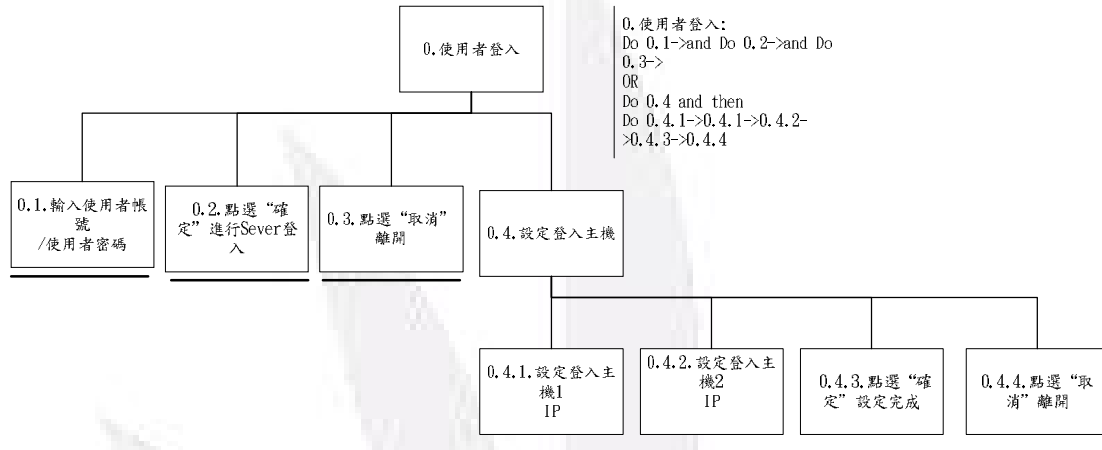 0.使用者登入
0.使用者登入:
Do 0.1->and Do 0.2->and Do
0.3->
OR
Do 0.4 and then
Do 0.4.1->0.4.1->0.4.2-
>0.4.3->0.4.4
0.1.輸入使用者帳
號
/使用者密碼
0.2.點選“確
定”進行Sever登
入
0.3.點選“取消”
離開
0.4.設定登入主機
0.4.1.設定登入主
機1
IP
0.4.2.設定登入主
機2
IP
0.4.3.點選“確
定”設定完成
0.4.4.點選“取
消”離開